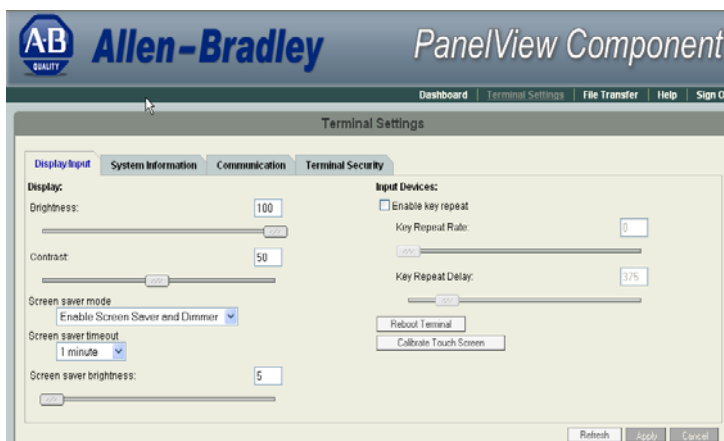 A-B
QUALITY
Allen-Bradley
PanelView Component
Dashboard
Terminal Settings
File Transfer
Help
Sign O
Terminal Settings
Display/Input
System Information
Communication
Terminal Security
Display:
Brightness:
100
Contrast:
50
Screen saver mode
Enable Screen Saver and Dimmer
Screen saver timeout
1 minute
Screen saver brightness:
5
Input Devices:
Enable key repeat
Key Repeat Rate:
0
Key Repeat Delay:
375
Reboot Terminal
Calibrate Touch Screen
Refresh
Apply
Cancel